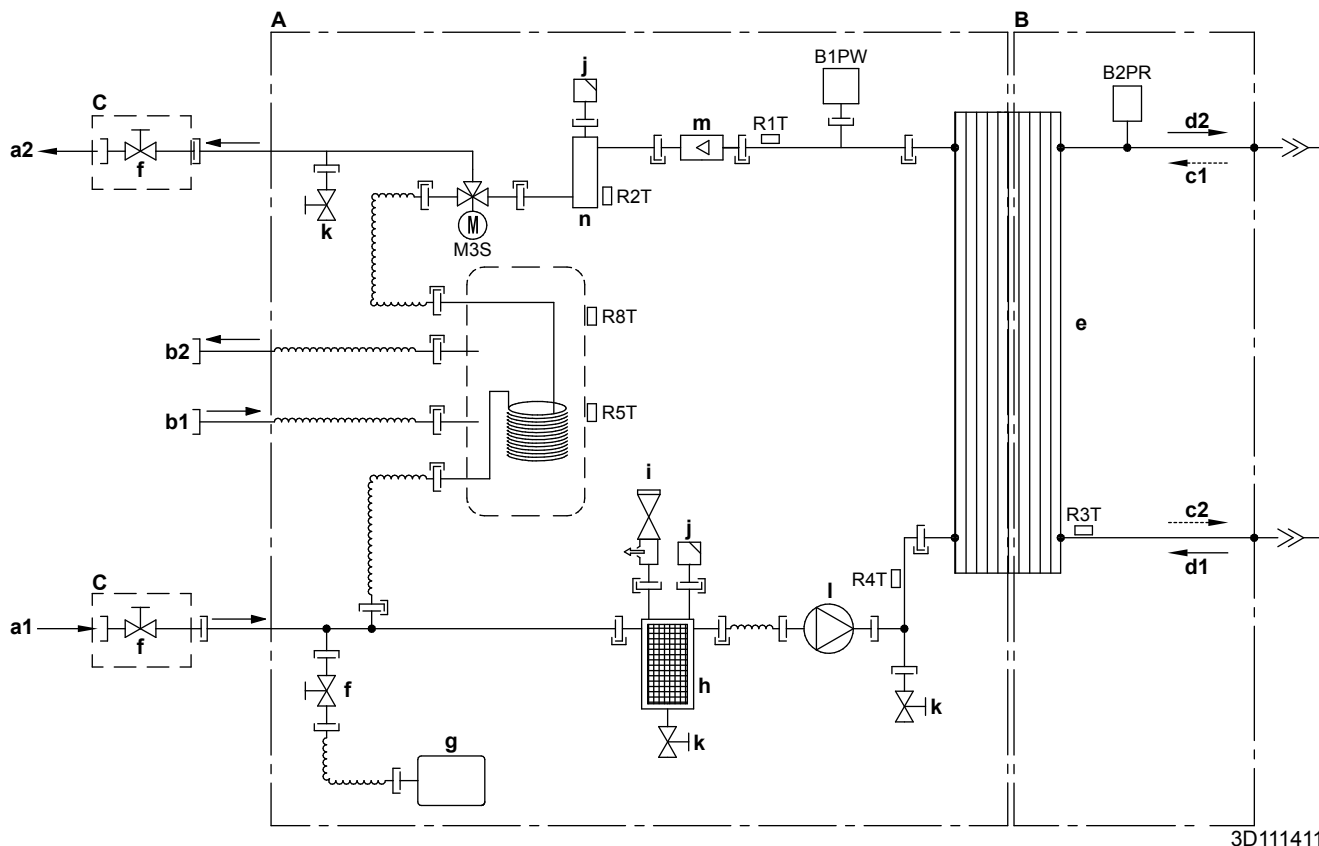 A
B
B1PW
B2PR
j
C
m
R1T
d2
a2
f
c1
k
n
R2T
M
M3S
R8T
e
b2
b1
R5T
i
j
R3T
c2
C
R4T
d1
l
a1
f
f
h
k
k
g
3D111411